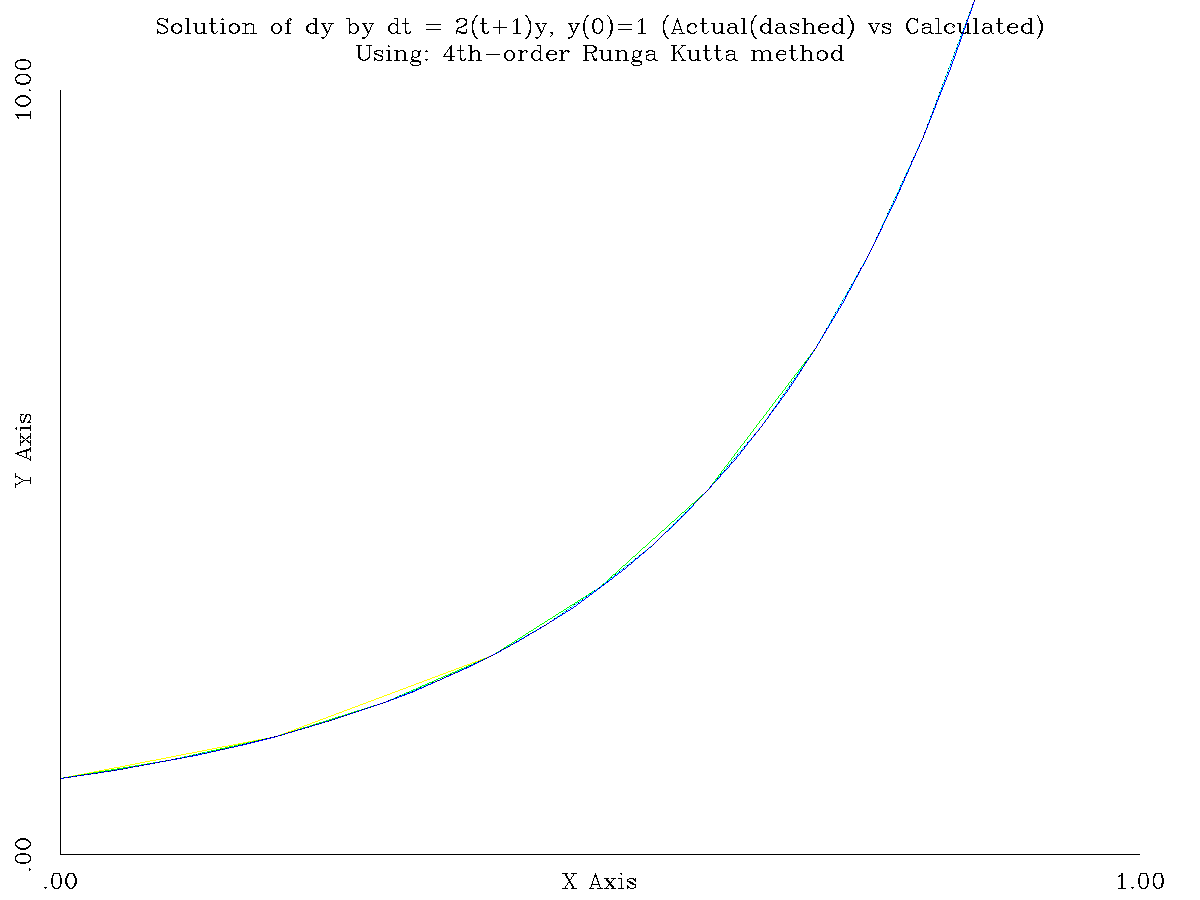 Solution of dy by dt = 2(t+1)y, y(0)=1 (Actual(dashed) vs Calculated)
Using: 4th-order Runga Kutta method
10.00
Y Axis
.00
.00
X Axis
1.00